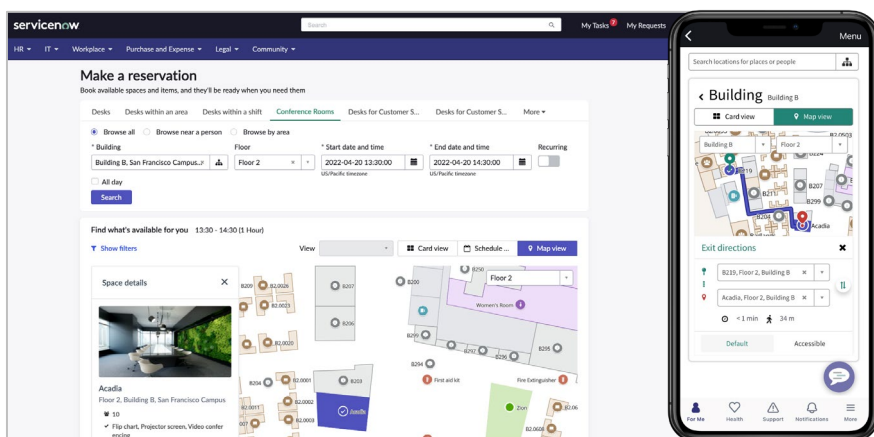 servicenow
Search
My Tasks 7
My Requests
HR
IT
Workplace
Purchase and Expense
Legal
Community
Make a reservation
Book available spaces and items, and they'll be ready when you need them
Desks
Desks within an area
Desks within a shift
Conference Rooms
Desks for Customer S...
Desks for Customer S...
More
Browse all
Browse near a person
Browse by area
* Building
Floor
* Start date and time
* End date and time
Recurring
Building B, San Francisco Campus...
Floor 2
2022-04-20 13:30:00
2022-04-20 14:30:00
US/Pacific timezone
US/Pacific timezone
All day
Search
Find what's available for you 13:30 - 14:30 (1 Hour)
Show filters
View
Card view
Schedule ...
Map view
Space details
Acadia
Floor 2, Building B, San Francisco Campus
10
Flip chart, Projector screen, Video confer
encing
Floor 2
B209
B2.0026
B207
B200
B250
B2.0023
Women's Room
B206
B2.0020
B299
B297
B296
B295
B294
B204
B2.0001
B203
First aid kit
Fire Extinguisher
B2.0002
B2.0011
Acadia
B2.0003
Zion
B2.06
B2.0608
Menu
Search locations for places or people
Building Building B
Card view
Map view
Building B
Floor 2
B2.0503
B219
B211
B207
B299
B204
Acadia
Exit directions
B219, Floor 2, Building B
Acadia, Floor 2, Building B
< 1 min
34 m
Default
Accessible
For Me
Health
Support
Notifications
More